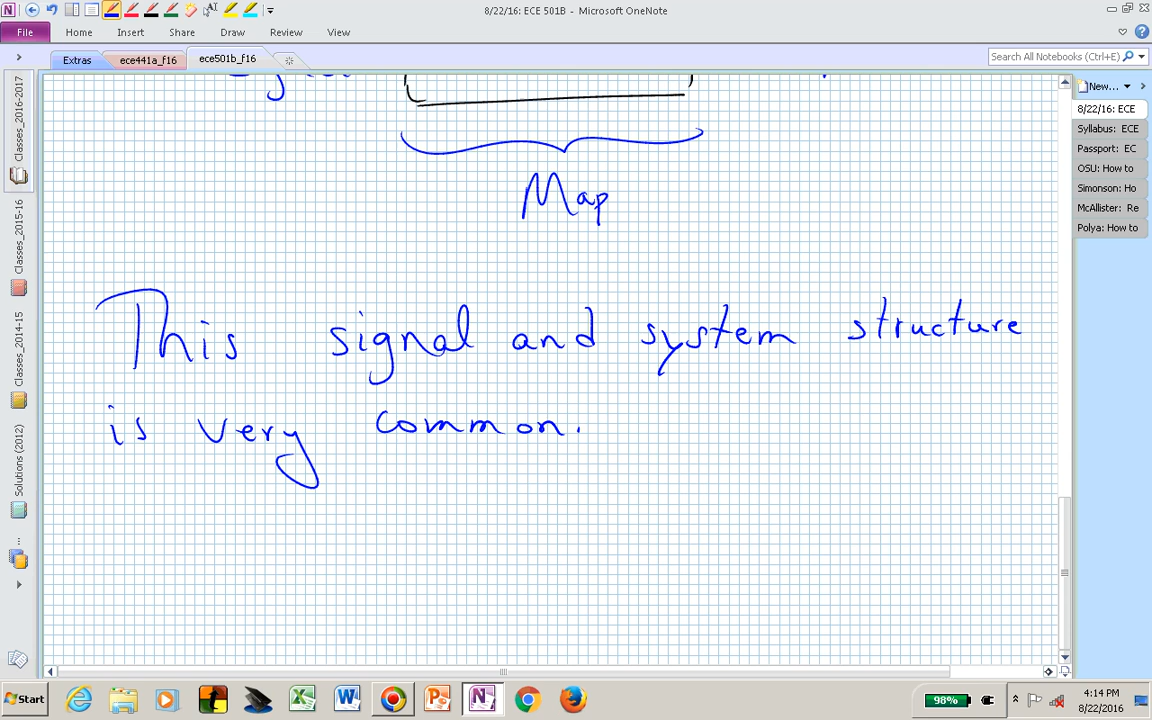 8/22/16: ECE 501B - Microsoft OneNote
File Home Insert Share Draw Review View
Extras ece441a_f16 ece501b_f16
Search All Notebooks (Ctrl+E)
Classes_2016-2017
Classes_2015-16
Classes_2014-15
Solutions (2012)
New...
8/22/16: ECE
Syllabus: ECE
Passport: EC
OSU: How to
Simonson: Ho
McAllister: Re
Polya: How to
Map
This signal and system structure
is very common.
Start
98%
4:14 PM
8/22/2016